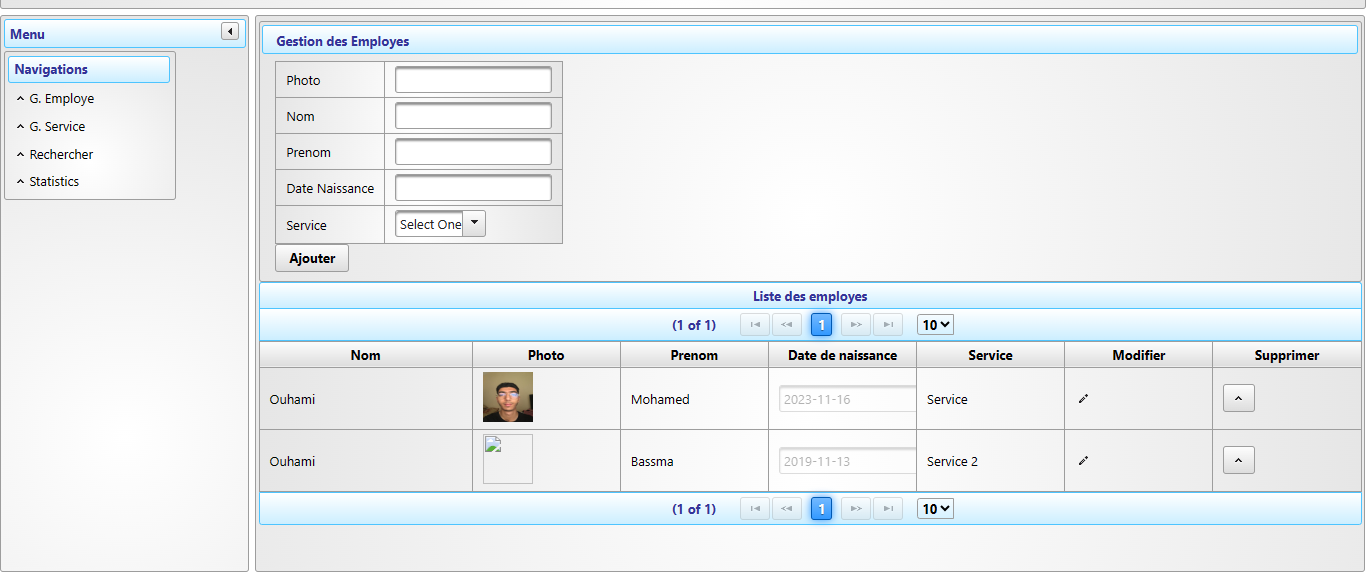 Menu
Navigations
G. Employe
G. Service
Rechercher
Statistics
Gestion des Employes
Photo
Nom
Prenom
Date Naissance
Service Select One
Ajouter
Liste des employes
(1 of 1) 1 10
Nom Photo Prenom Date de naissance Service Modifier Supprimer
Ouhami Mohamed 2023-11-16 Service
Ouhami Bassma 2019-11-13 Service 2
(1 of 1) 1 10